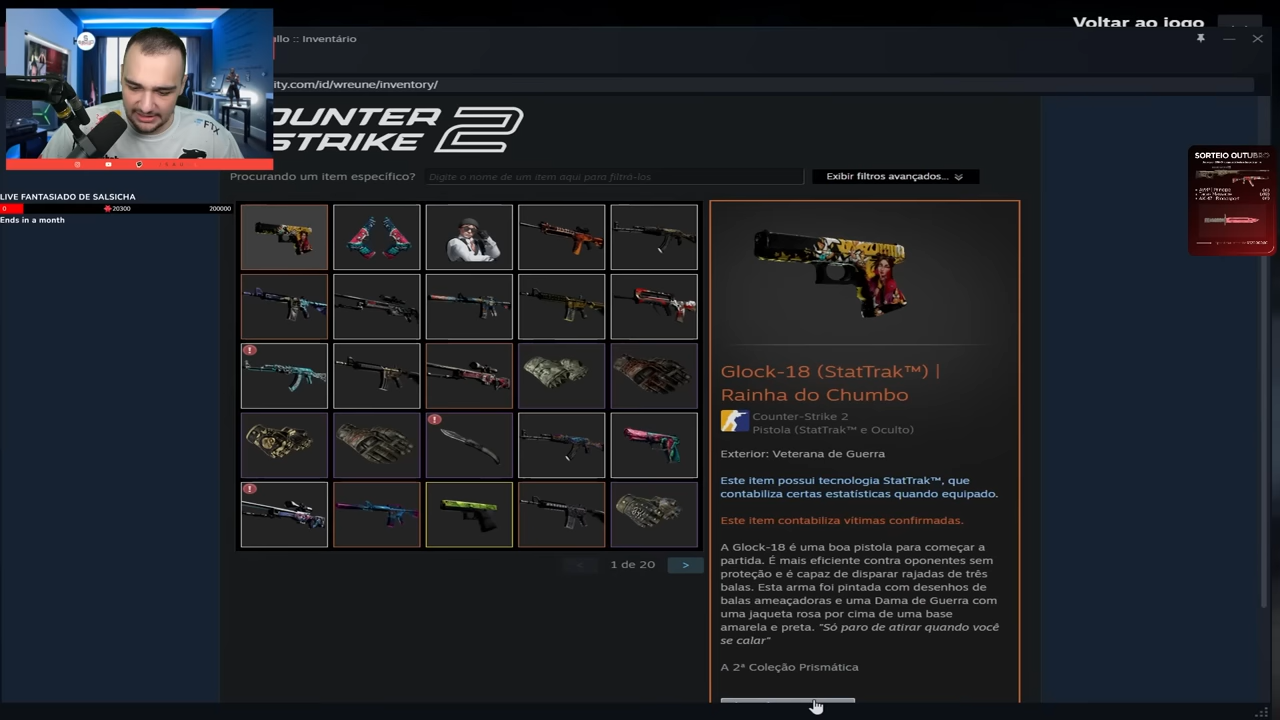 Voltar ao jogo
llo :: Inventário
ity.com/id/wreune/inventory/
OUNTER
STRIKE 2
Procurando um item específico?
Digite o nome de um item aqui para filtrá-los
Exibir filtros avançados...
SORTEIO OUTUBRO
LIVE FANTASIADO DE SALSICHA
0
20300
200000
Ends in a month
Glock-18 (StatTrak™) |
Rainha do Chumbo
Counter-Strike 2
Pistola (StatTrak™ e Oculto)
Exterior: Veterana de Guerra
Este item possui tecnologia StatTrak™, que
contabiliza certas estatísticas quando equipado.
Este item contabiliza vítimas confirmadas.
A Glock-18 é uma boa pistola para começar a
partida. É mais eficiente contra oponentes sem
proteção e é capaz de disparar rajadas de três
balas. Esta arma foi pintada com desenhos de
balas ameaçadoras e uma Dama de Guerra com
uma jaqueta rosa por cima de uma base
amarela e preta. "Só paro de atirar quando você
se calar"
A 2ª Coleção Prismática
< 1 de 20 >